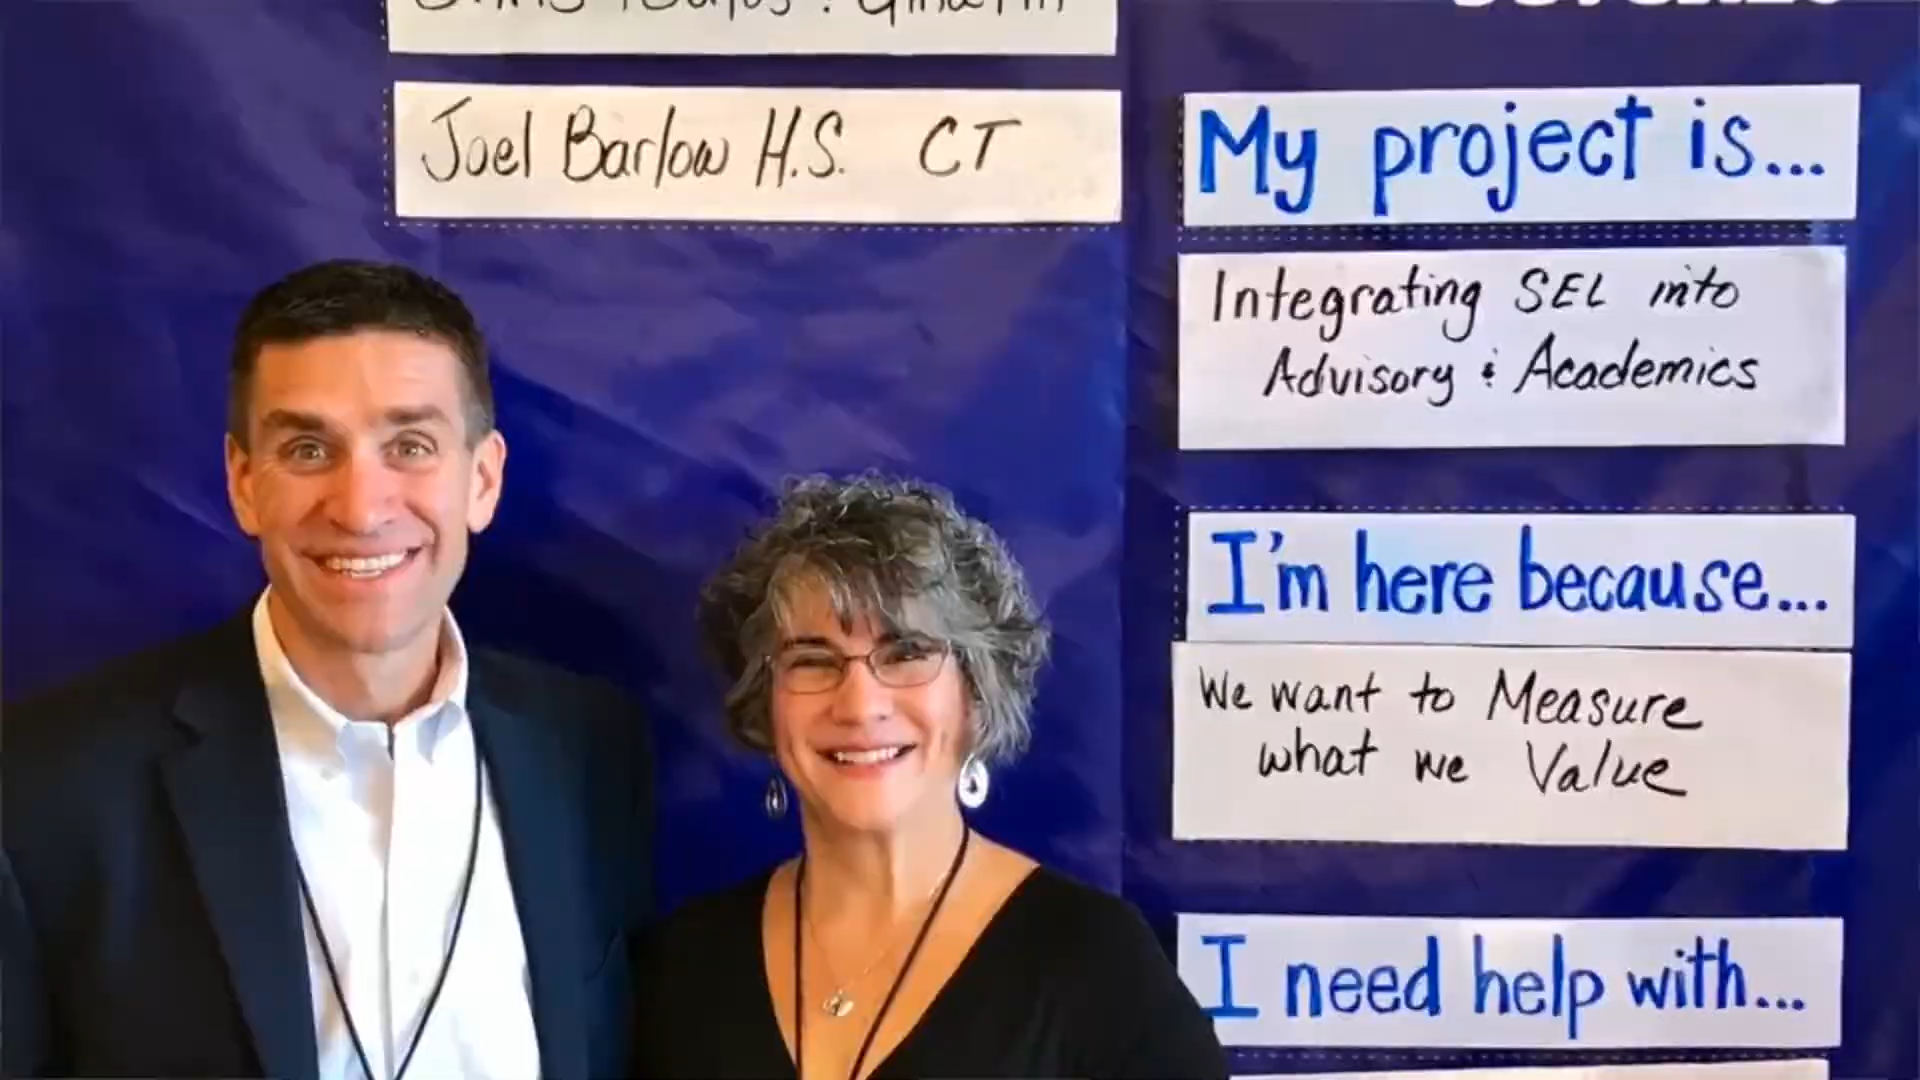 Joel Barlow H.S. CT
My project is...
Integrating SEL into
Advisory & Academics
I'm here because...
We want to Measure
what we Value
I need help with...